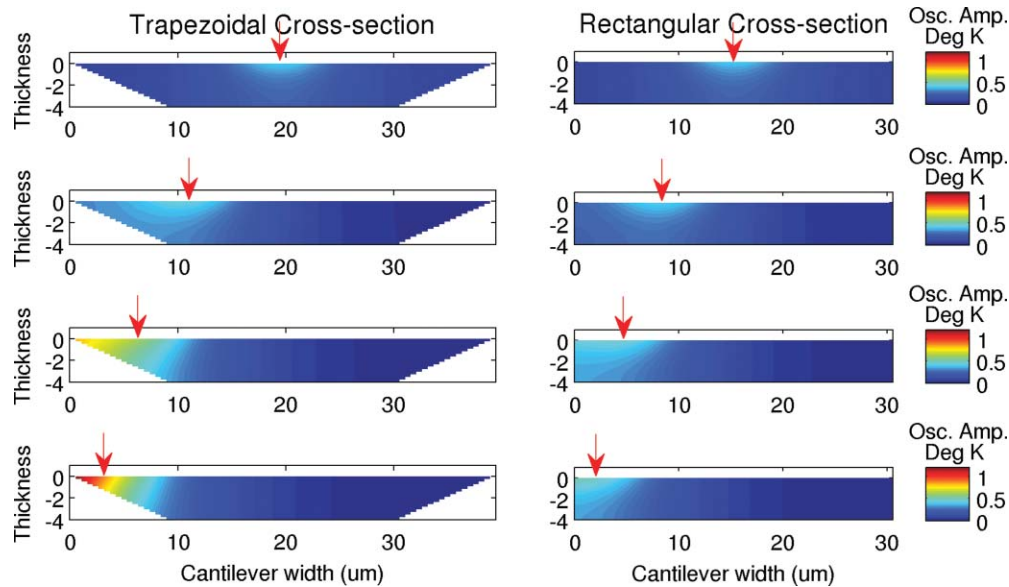 Trapezoidal Cross-section
Rectangular Cross-section
Osc. Amp.
Deg K
Thickness
0
-2
-4
0 10 20 30
0
-2
-4
0 10 20 30
1
0.5
0
Osc. Amp.
Deg K
Thickness
0
-2
-4
0 10 20 30
0
-2
-4
0 10 20 30
1
0.5
0
Osc. Amp.
Deg K
Thickness
0
-2
-4
0 10 20 30
0
-2
-4
0 10 20 30
1
0.5
0
Osc. Amp.
Deg K
Thickness
0
-2
-4
0 10 20 30
0
-2
-4
0 10 20 30
1
0.5
0
Cantilever width (um)
Cantilever width (um)